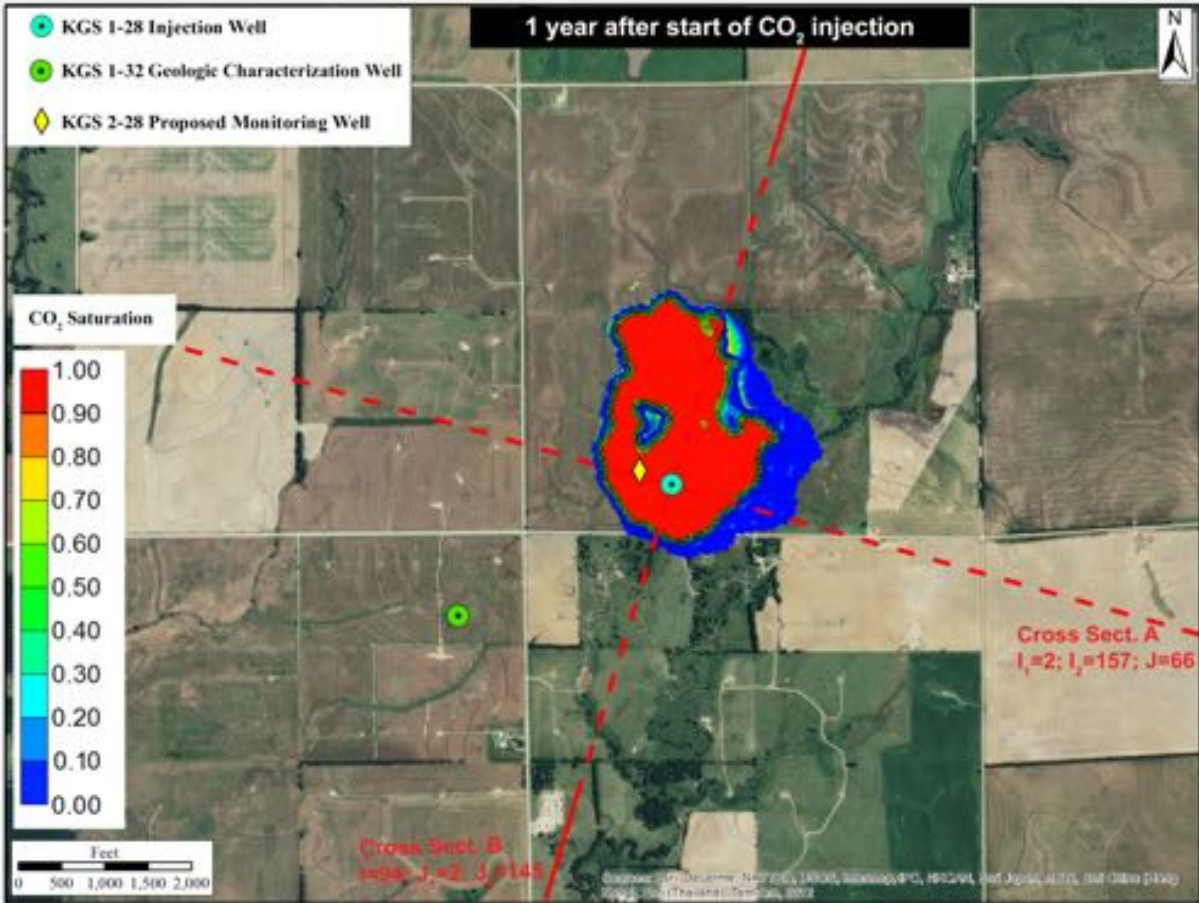 1 year after start of CO₂ injection
N
KGS 1-28 Injection Well
KGS 1-32 Geologic Characterization Well
KGS 2-28 Proposed Monitoring Well
CO₂ Saturation
1.00
0.90
0.80
0.70
0.60
0.50
0.40
0.30
0.20
0.10
0.00
Cross Sect. A
I₁=2; I₂=157; J=66
Feet
0 500 1,000 1,500 2,000
Cross Sect. B